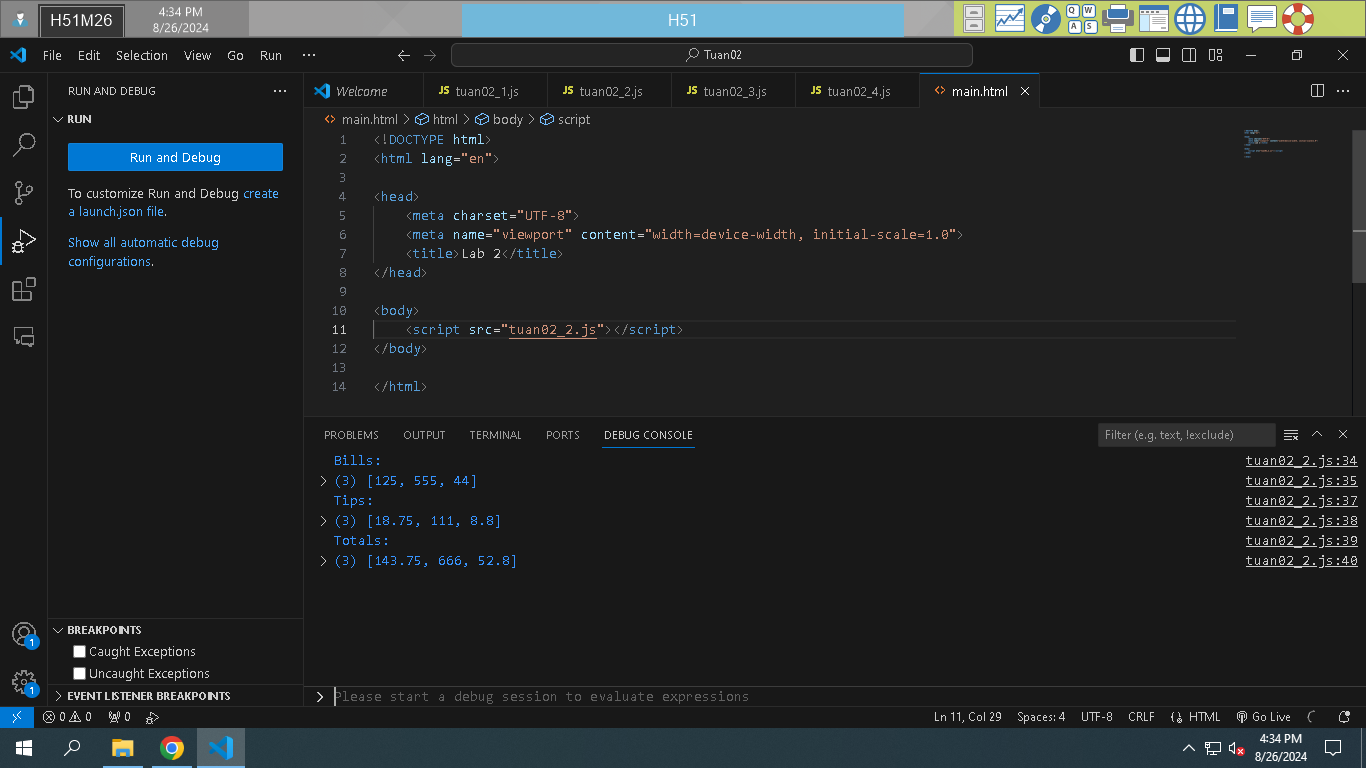 H51M26
4:34 PM
8/26/2024
H51
Q W
A S
File Edit Selection View Go Run ···
Tuan02
RUN AND DEBUG ···
RUN
Run and Debug
To customize Run and Debug create
a launch.json file.
Show all automatic debug
configurations.
Welcome
JS tuan02_1.js
JS tuan02_2.js
JS tuan02_3.js
JS tuan02_4.js
<> main.html
<> main.html > html > body > script
1 <!DOCTYPE html>
2 <html lang="en">
3
4 <head>
5 <meta charset="UTF-8">
6 <meta name="viewport" content="width=device-width, initial-scale=1.0">
7 <title>Lab 2</title>
8 </head>
9
10 <body>
11 <script src="tuan02_2.js"></script>
12 </body>
13
14 </html>
PROBLEMS OUTPUT TERMINAL PORTS DEBUG CONSOLE
Filter (e.g. text, !exclude)
Bills: tuan02_2.js:34
> (3) [125, 555, 44] tuan02_2.js:35
Tips: tuan02_2.js:37
> (3) [18.75, 111, 8.8] tuan02_2.js:38
Totals: tuan02_2.js:39
> (3) [143.75, 666, 52.8] tuan02_2.js:40
> Please start a debug session to evaluate expressions
BREAKPOINTS
Caught Exceptions
Uncaught Exceptions
EVENT LISTENER BREAKPOINTS
1
1
0 0 0
Ln 11, Col 29 Spaces: 4 UTF-8 CRLF HTML Go Live
4:34 PM
8/26/2024